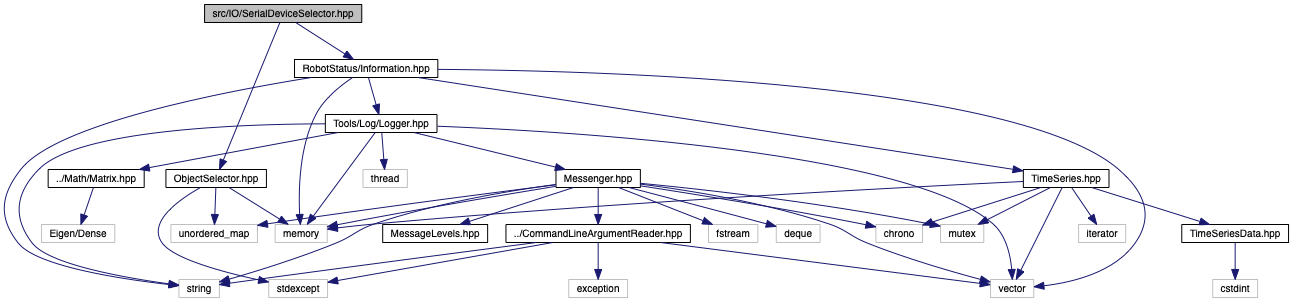 src/IO/SerialDeviceSelector.hpp
RobotStatus/Information.hpp
Tools/Log/Logger.hpp
../Math/Matrix.hpp
ObjectSelector.hpp
thread
Messenger.hpp
TimeSeries.hpp
Eigen/Dense
unordered_map
memory
MessageLevels.hpp
../CommandLineArgumentReader.hpp
fstream
deque
chrono
mutex
iterator
TimeSeriesData.hpp
string
stdexcept
exception
vector
cstdint